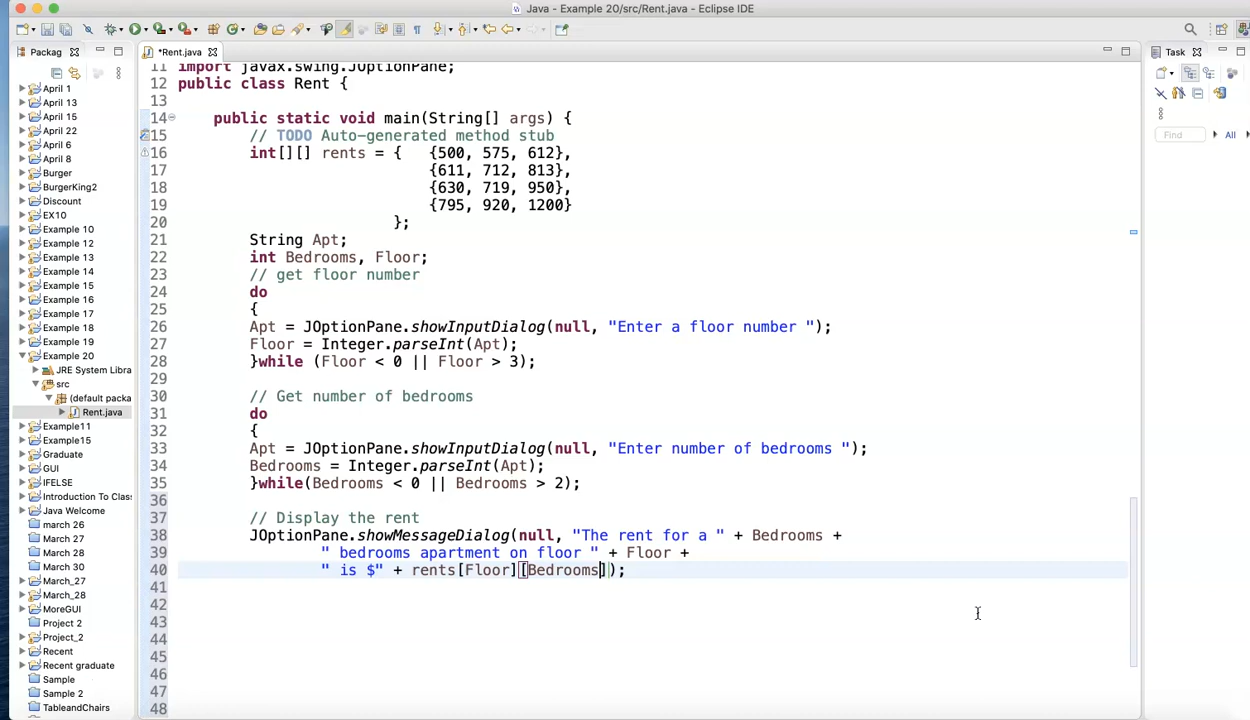 Java - Example 20/src/Rent.java - Eclipse IDE
Packag
*Rent.java
Task
Find
All
April 1
April 13
April 15
April 22
April 6
April 8
Burger
BurgerKing2
Discount
EX10
Example 10
Example 12
Example 13
Example 14
Example 15
Example 16
Example 17
Example 18
Example 19
Example 20
JRE System Libra
src
(default packa
Rent.java
Example11
Example15
Graduate
GUI
IFELSE
Introduction To Class
Java Welcome
march 26
March 27
March 28
March 30
March_27
March_28
MoreGUI
Project 2
Project_2
Recent
Recent graduate
Sample
Sample 2
TableandChairs
11 import javax.swing.JOptionPane;
12 public class Rent {
13
14 public static void main(String[] args) {
15 // TODO Auto-generated method stub
16 int[][] rents = { {500, 575, 612},
17 {611, 712, 813},
18 {630, 719, 950},
19 {795, 920, 1200}
20 };
21 String Apt;
22 int Bedrooms, Floor;
23 // get floor number
24 do
25 {
26 Apt = JOptionPane.showInputDialog(null, "Enter a floor number ");
27 Floor = Integer.parseInt(Apt);
28 }while (Floor < 0 || Floor > 3);
29
30 // Get number of bedrooms
31 do
32 {
33 Apt = JOptionPane.showInputDialog(null, "Enter number of bedrooms ");
34 Bedrooms = Integer.parseInt(Apt);
35 }while(Bedrooms < 0 || Bedrooms > 2);
36
37 // Display the rent
38 JOptionPane.showMessageDialog(null, "The rent for a " + Bedrooms +
39 " bedrooms apartment on floor " + Floor +
40 " is $" + rents[Floor][Bedrooms]);
41
42
43
44
45
46
47
48